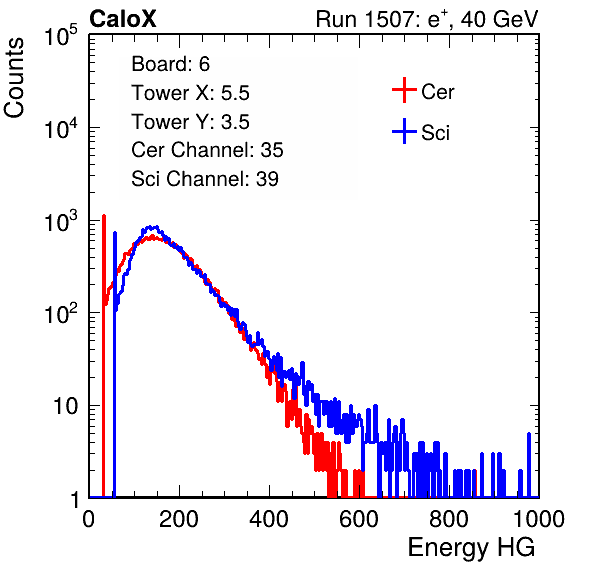 CaloX Run 1507: e⁺, 40 GeV
Board: 6
Tower X: 5.5
Tower Y: 3.5
Cer Channel: 35
Sci Channel: 39
Cer
Sci
Counts
10⁵
10⁴
10³
10²
10
1
0 200 400 600 800 1000
Energy HG